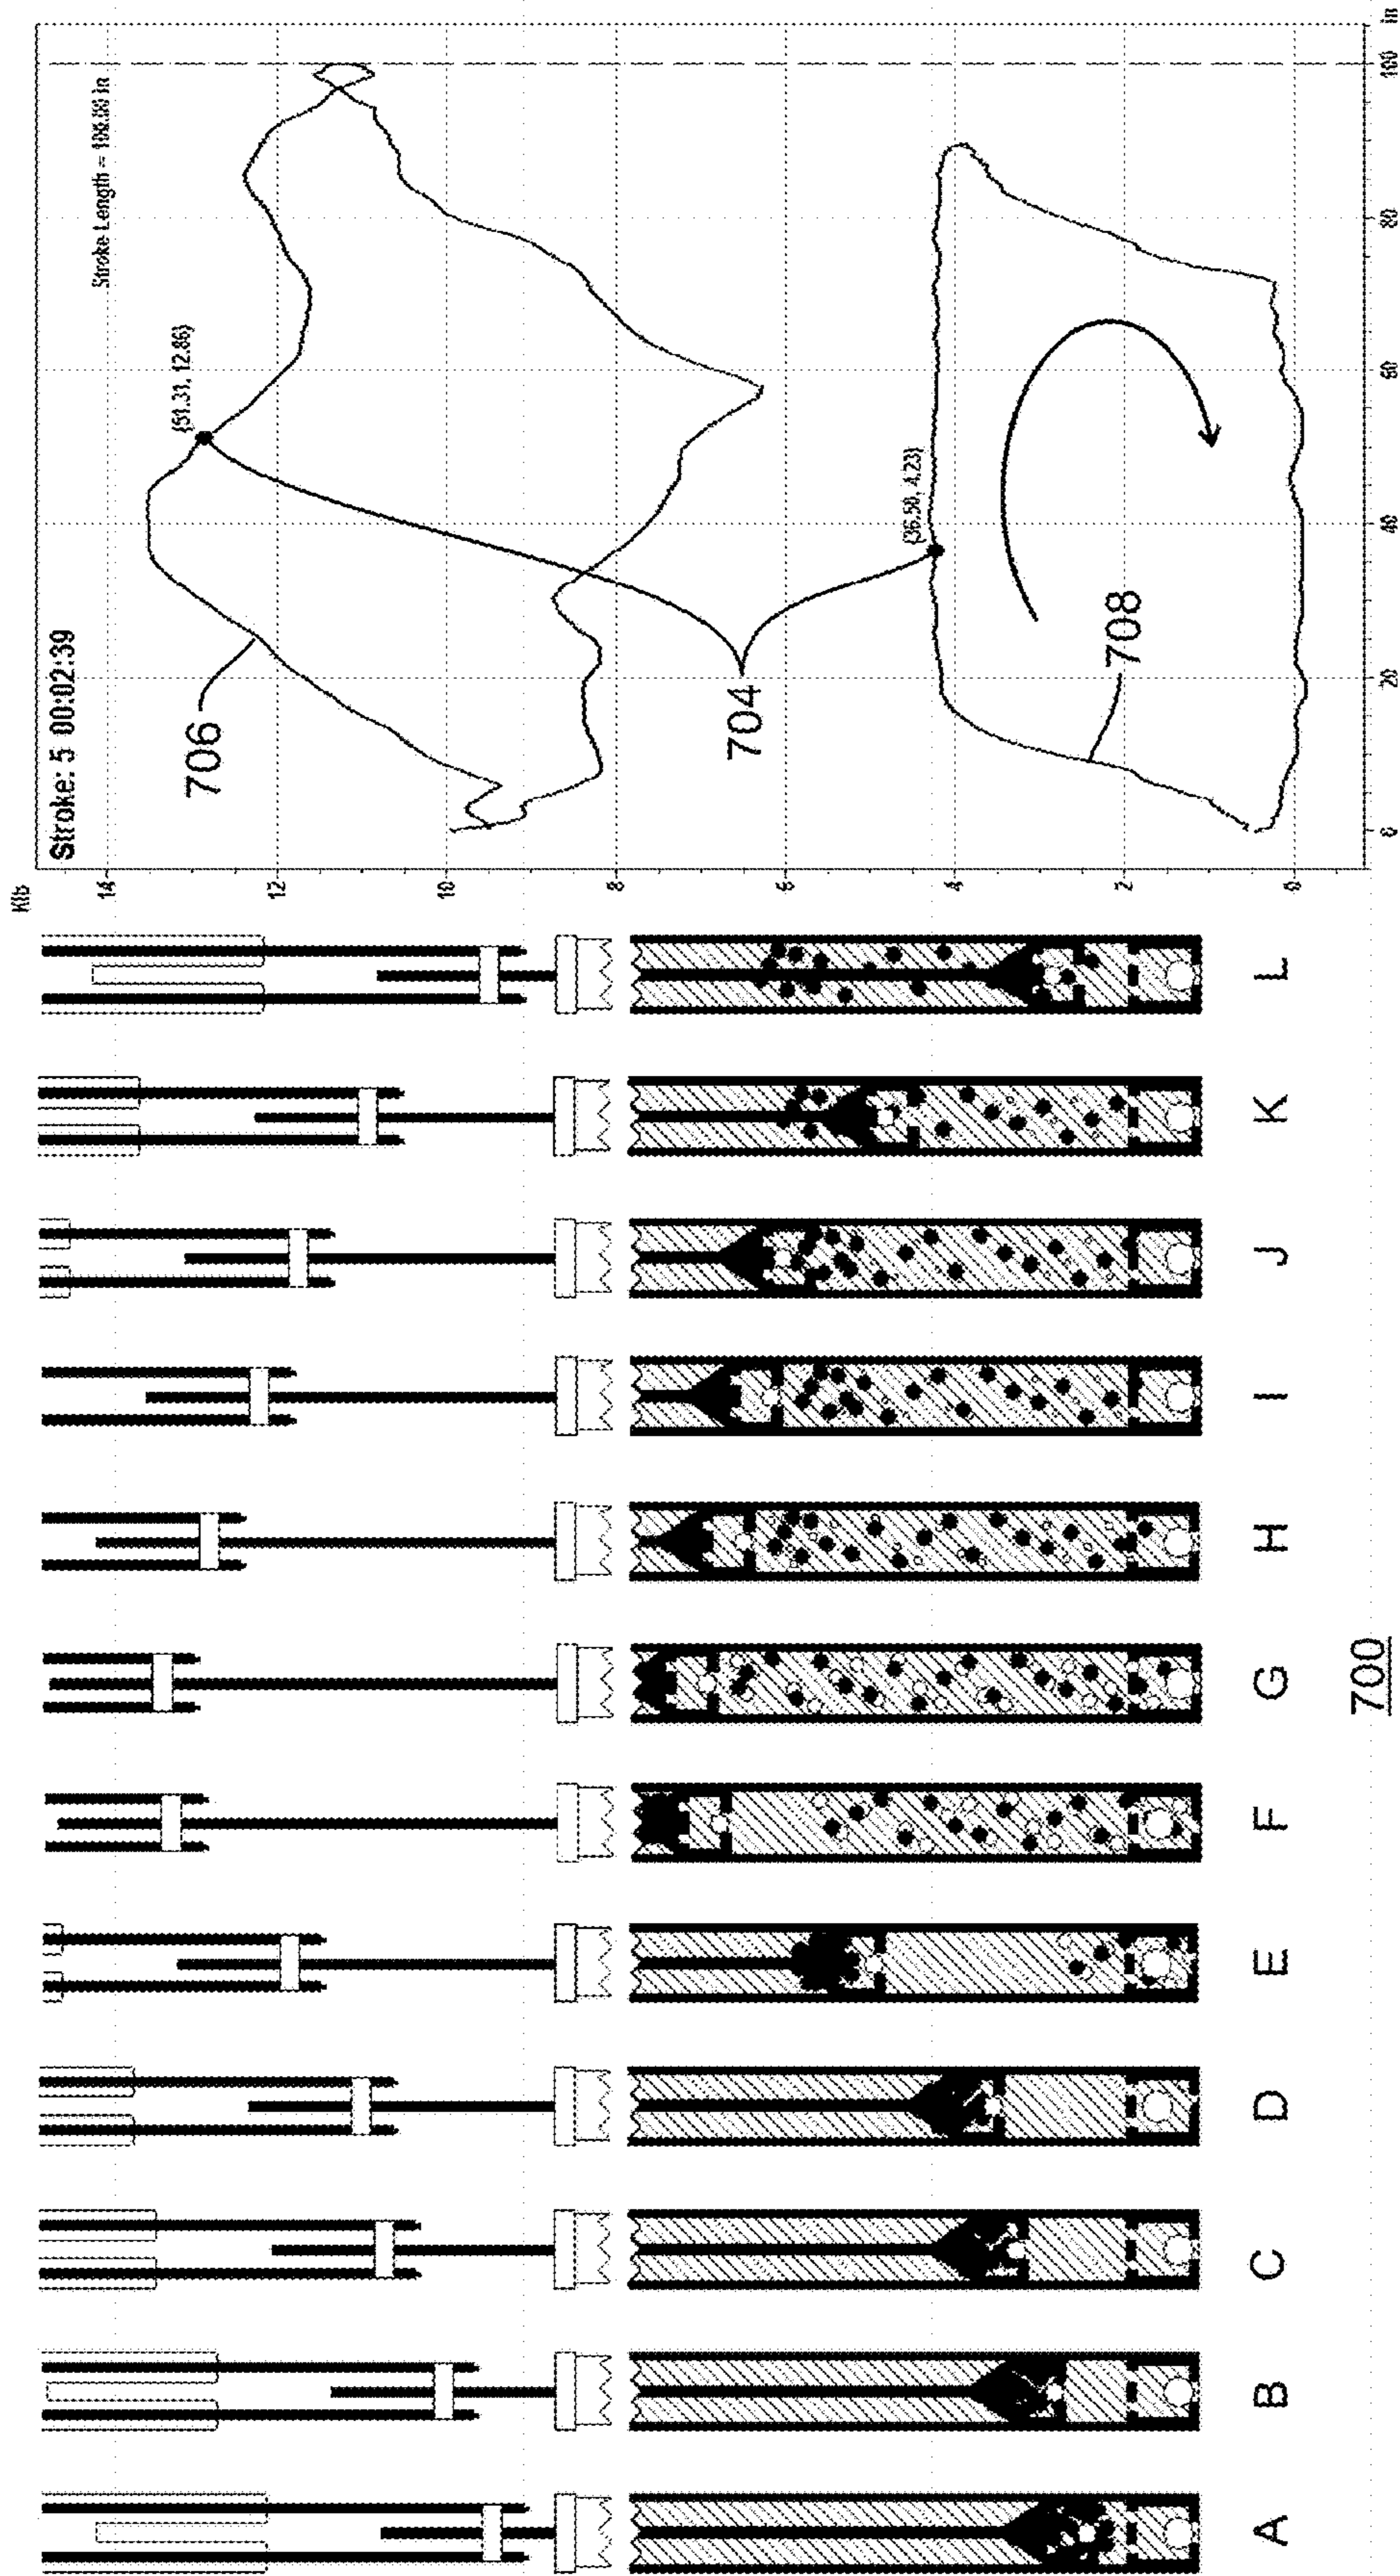 Stroke: 5 00:02:39
Stroke Length = 100.00 in
Klb
14
12
10
8
6
4
2
0
0
20
40
60
80
100
in
{51.31, 12.86}
{36.50, 4.23}
706
704
708
A
B
C
D
E
F
G
H
I
J
K
L
700